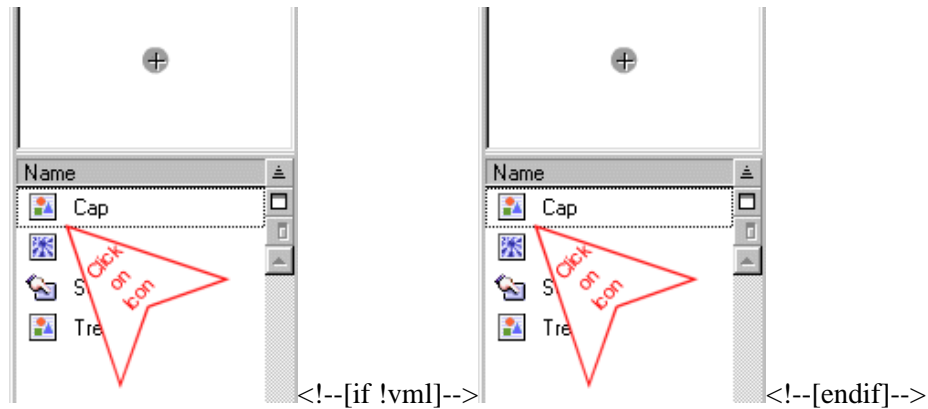 Name Name
Cap Cap
Click Click
on on
Icon Icon
S S
Tre Tre
<!--[if !vml]--> <!--[endif]-->